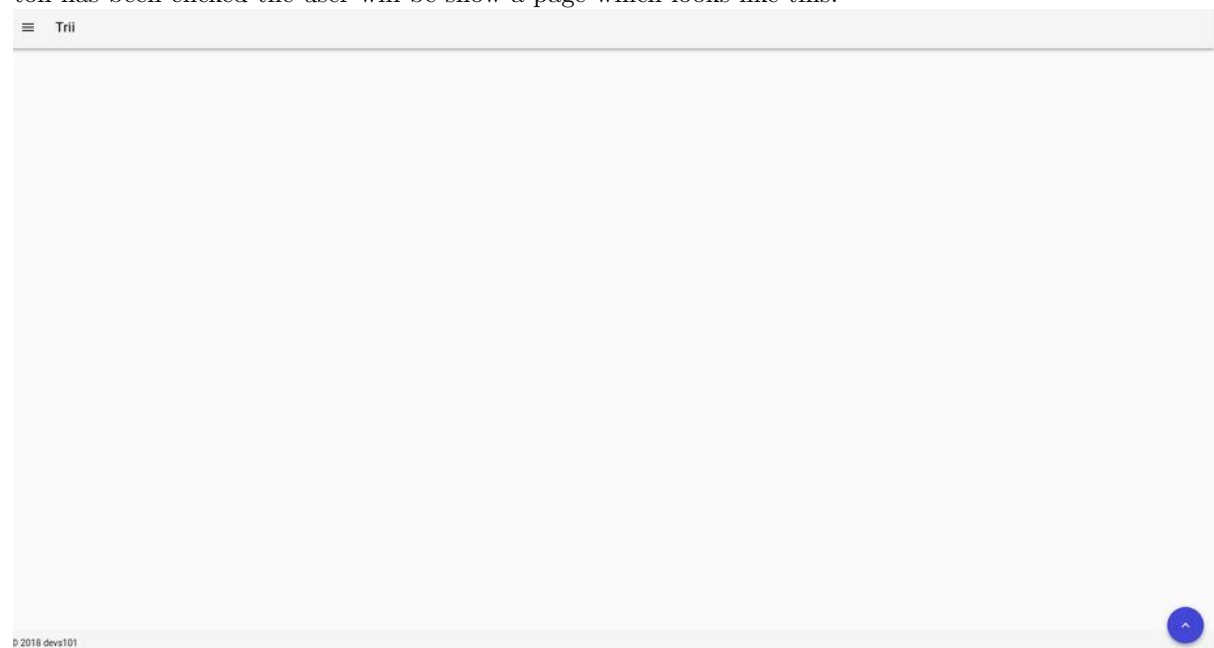 ton has been clicked the user will be show a page which looks like this:
Trii
© 2018 devs101